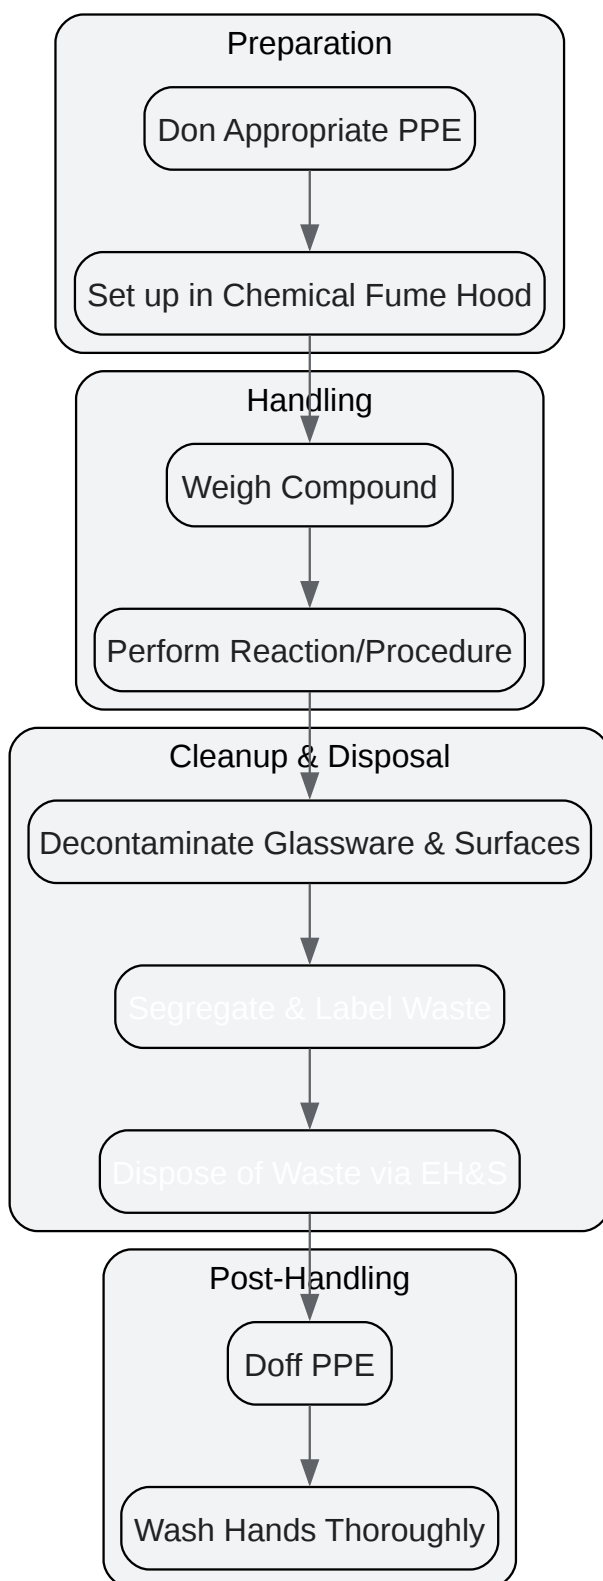 Preparation
Don Appropriate PPE
Set up in Chemical Fume Hood
Handling
Weigh Compound
Perform Reaction/Procedure
Cleanup & Disposal
Decontaminate Glassware & Surfaces
Segregate & Label Waste
Dispose of Waste via EH&S
Post-Handling
Doff PPE
Wash Hands Thoroughly